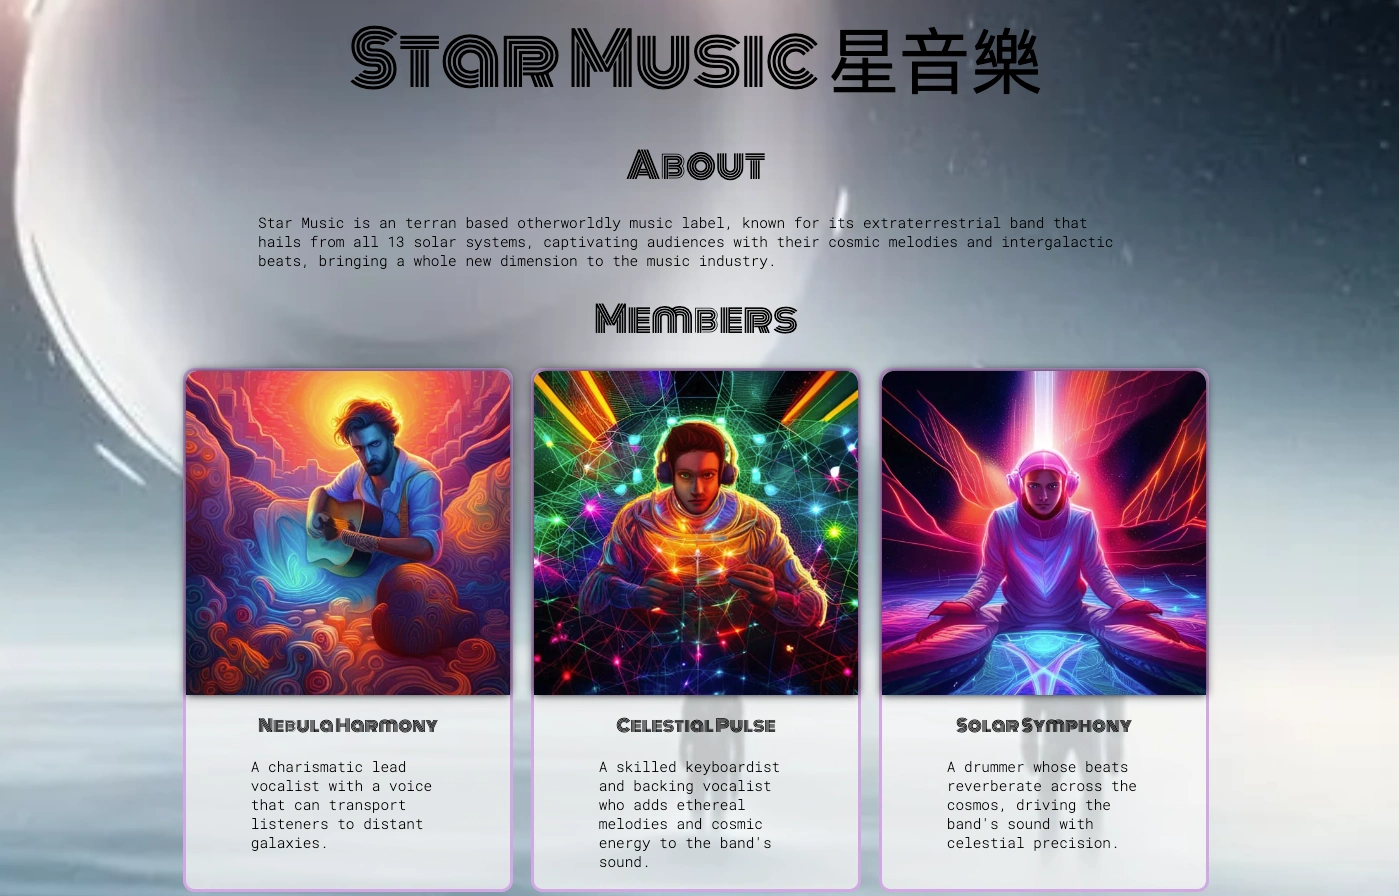 Star Music 星音樂
About
Star Music is an terran based otherworldly music label, known for its extraterrestrial band that
hails from all 13 solar systems, captivating audiences with their cosmic melodies and intergalactic
beats, bringing a whole new dimension to the music industry.
Members
Nebula Harmony
A charismatic lead
vocalist with a voice
that can transport
listeners to distant
galaxies.
Celestial Pulse
A skilled keyboardist
and backing vocalist
who adds ethereal
melodies and cosmic
energy to the band's
sound.
Solar Symphony
A drummer whose beats
reverberate across the
cosmos, driving the
band's sound with
celestial precision.